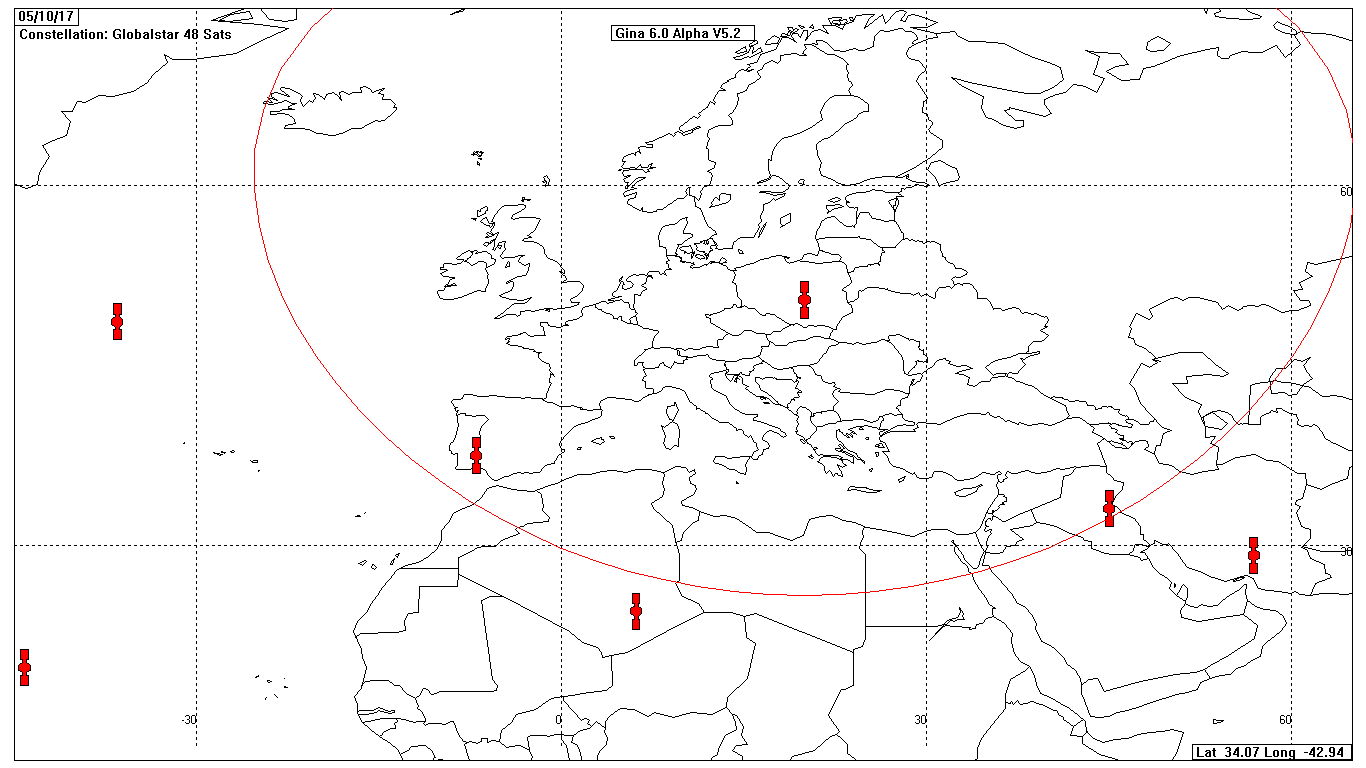 05/10/17
Constellation: Globalstar 48 Sats
Gina 6.0 Alpha V5.2
60
30
-30
0
30
60
Lat 34.07 Long -42.94